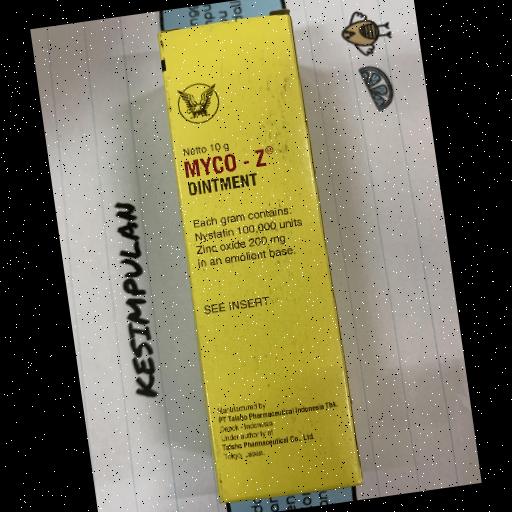 Netto 10 g
MYCO - Z®
OINTMENT
Each gram contains:
Nystatin 100,000 units
Zinc oxide 200 mg
in an emolient base.
SEE INSERT.
Manufactured by
PT Taisho Pharmaceutical Indonesia Tbk.
Depok - Indonesia
Under authority of
Taisho Pharmaceutical Co., Ltd.
Tokyo, Japan.
KESIMPULAN